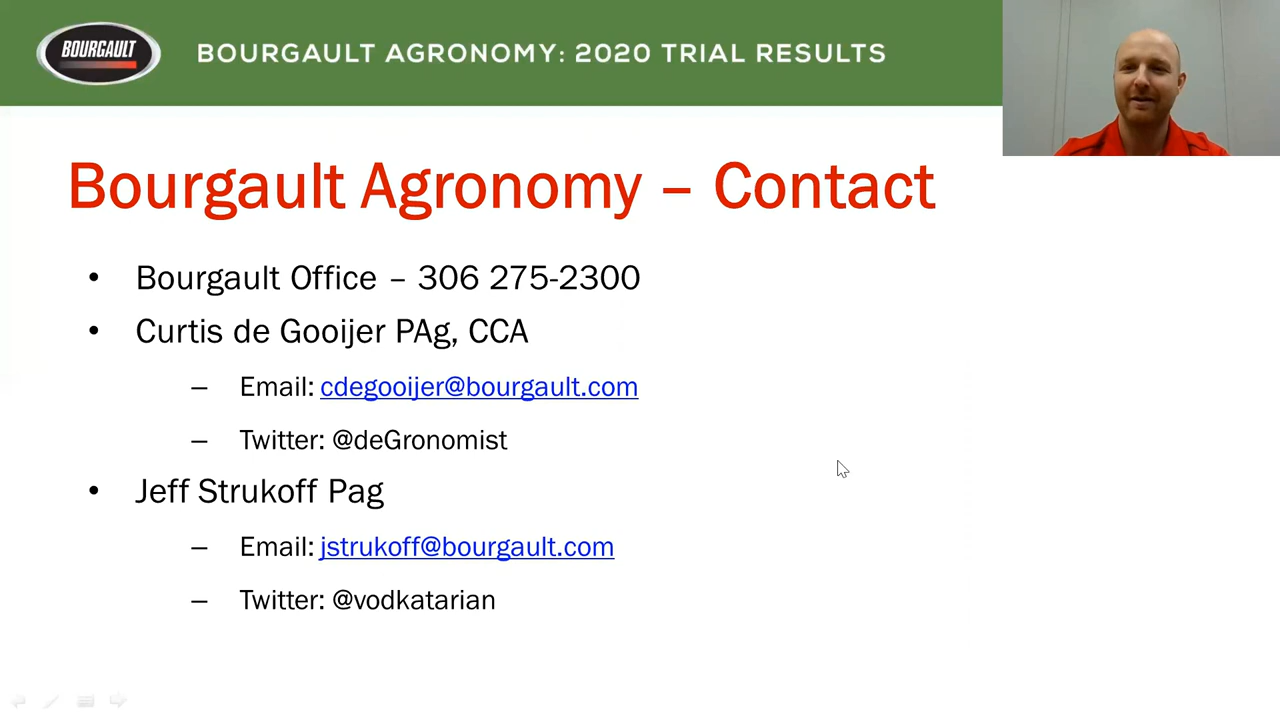 BOURGAULT
BOURGAULT AGRONOMY: 2020 TRIAL RESULTS
Bourgault Agronomy – Contact
• Bourgault Office – 306 275-2300
• Curtis de Gooijer PAg, CCA
– Email: cdegooijer@bourgault.com
– Twitter: @deGronomist
• Jeff Strukoff Pag
– Email: jstrukoff@bourgault.com
– Twitter: @vodkatarian